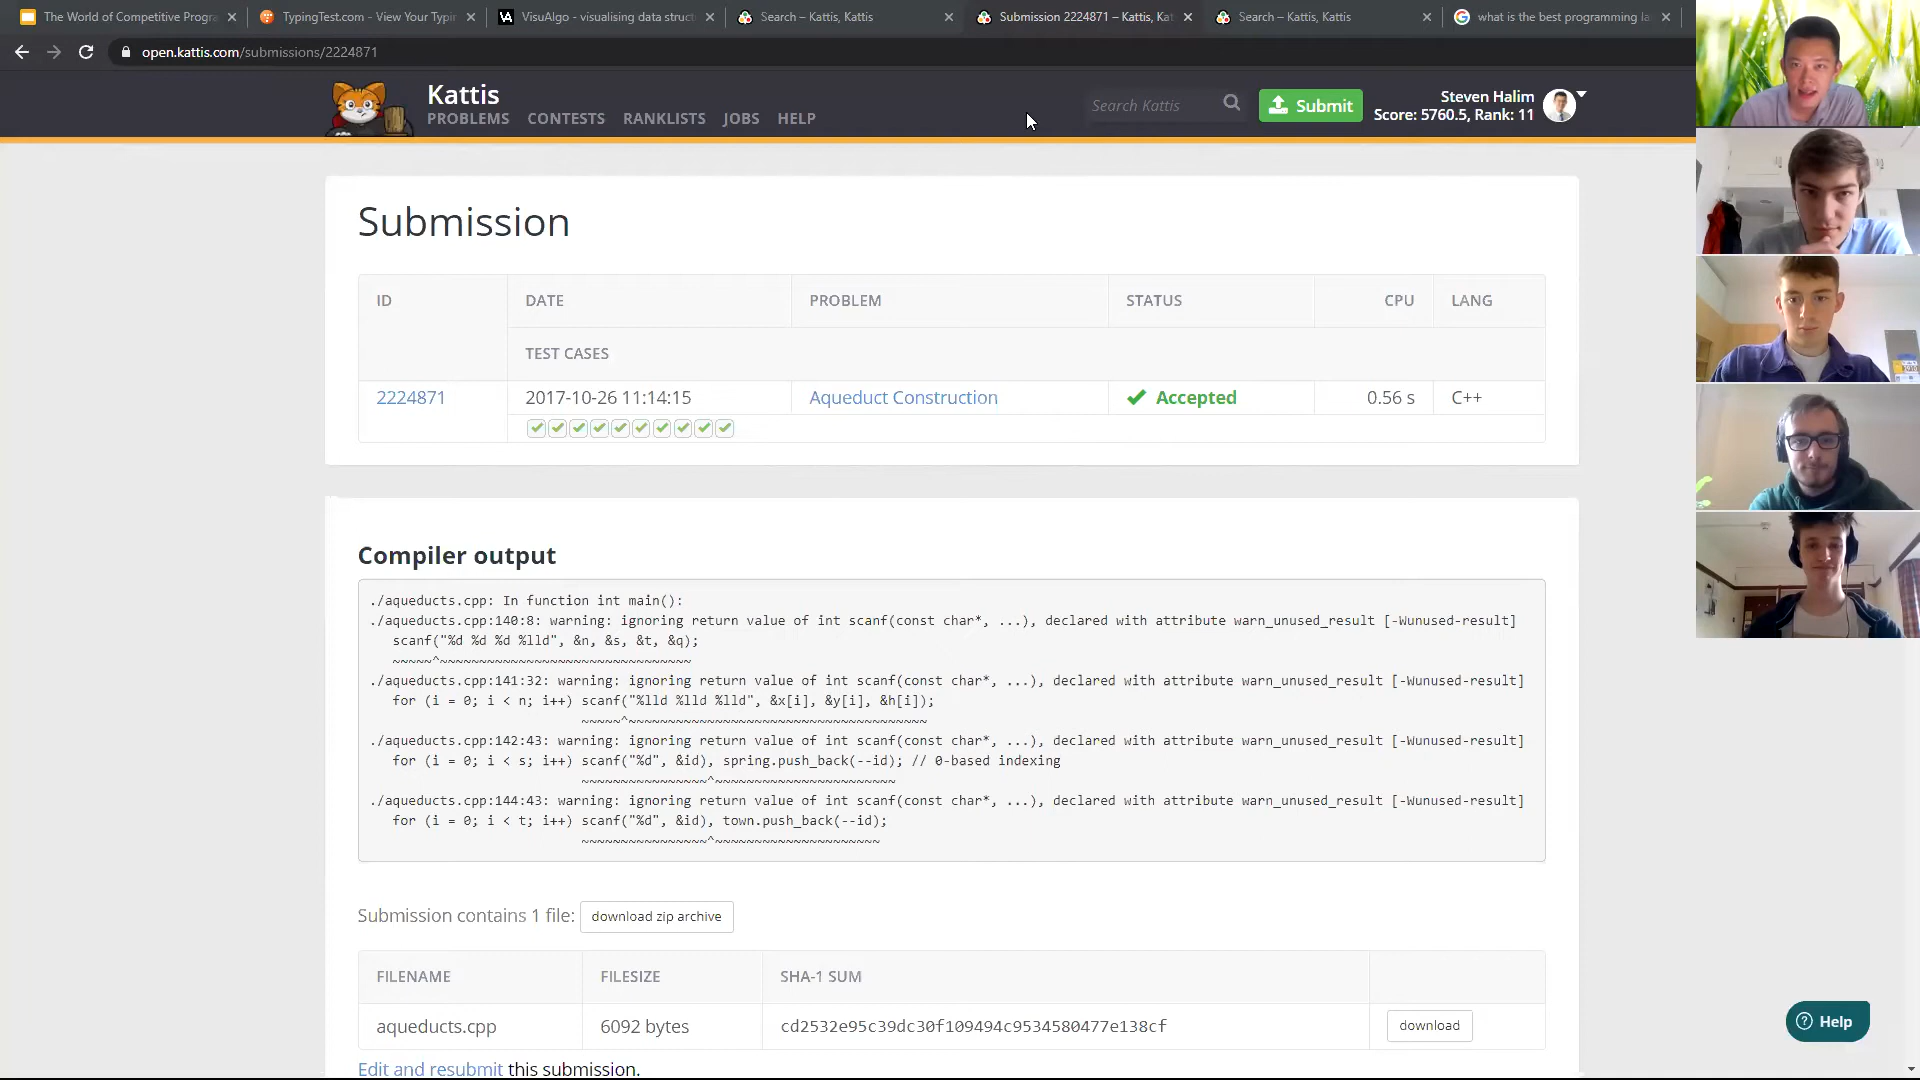 The World of Competitive Progra
TypingTest.com - View Your Typin
VisuAlgo - visualising data struct
Search – Kattis, Kattis
Submission 2224871 – Kattis, Kat
Search – Kattis, Kattis
what is the best programming la
open.kattis.com/submissions/2224871
Kattis
PROBLEMS CONTESTS RANKLISTS JOBS HELP
Search Kattis
Submit
Steven Halim
Score: 5760.5, Rank: 11
Submission
ID DATE PROBLEM STATUS CPU LANG
TEST CASES
2224871 2017-10-26 11:14:15 Aqueduct Construction Accepted 0.56 s C++
Compiler output
./aqueducts.cpp: In function int main():
./aqueducts.cpp:140:8: warning: ignoring return value of int scanf(const char*, ...), declared with attribute warn_unused_result [-Wunused-result]
scanf("%d %d %d %lld", &n, &s, &t, &q);
~~~~~^~~~~~~~~~~~~~~~~~~~~~~~~~~~~~~~~
./aqueducts.cpp:141:32: warning: ignoring return value of int scanf(const char*, ...), declared with attribute warn_unused_result [-Wunused-result]
for (i = 0; i < n; i++) scanf("%lld %lld %lld", &x[i], &y[i], &h[i]);
~~~~~^~~~~~~~~~~~~~~~~~~~~~~~~~~~~~~~~~~~~~~
./aqueducts.cpp:142:43: warning: ignoring return value of int scanf(const char*, ...), declared with attribute warn_unused_result [-Wunused-result]
for (i = 0; i < s; i++) scanf("%d", &id), spring.push_back(--id); // 0-based indexing
~~~~~~~~~~~~~~~~^~~~~~~~~~~~~~~~~~~~~~~~
./aqueducts.cpp:144:43: warning: ignoring return value of int scanf(const char*, ...), declared with attribute warn_unused_result [-Wunused-result]
for (i = 0; i < t; i++) scanf("%d", &id), town.push_back(--id);
~~~~~~~~~~~~~~~~^~~~~~~~~~~~~~~~~~~~~~
Submission contains 1 file: download zip archive
FILENAME FILESIZE SHA-1 SUM
aqueducts.cpp 6092 bytes cd2532e95c39dc30f109494c9534580477e138cf download
Edit and resubmit this submission.
Help